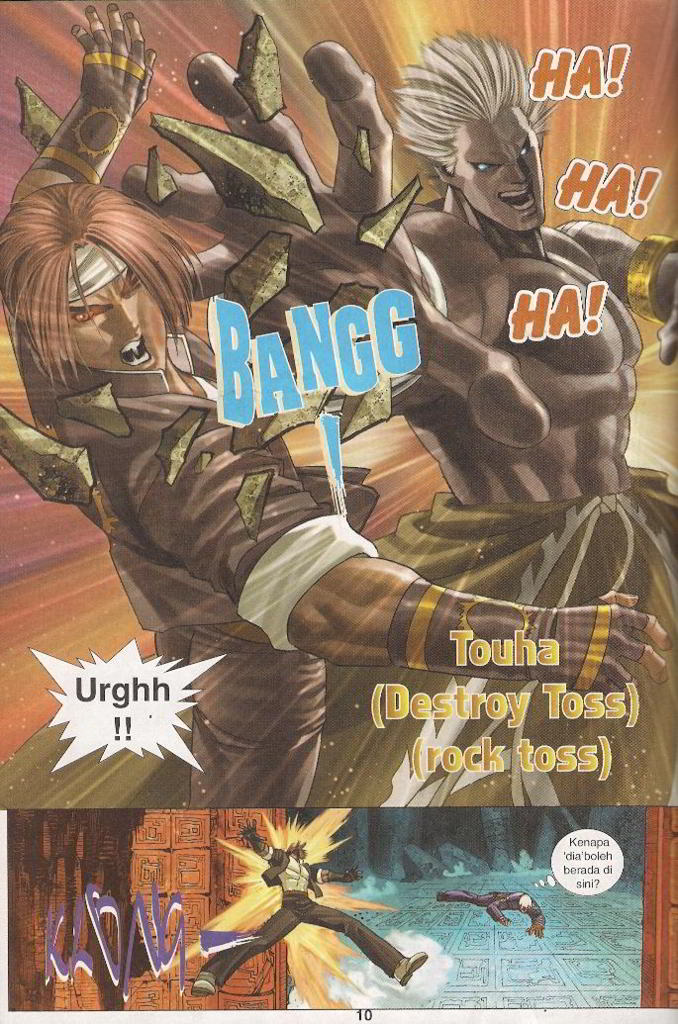 HA!
HA!
HA!
BANGG
!
Touha
(Destroy Toss)
(rock toss)
Urghh
!!
Kenapa
'dia'boleh
berada di
sini?
10